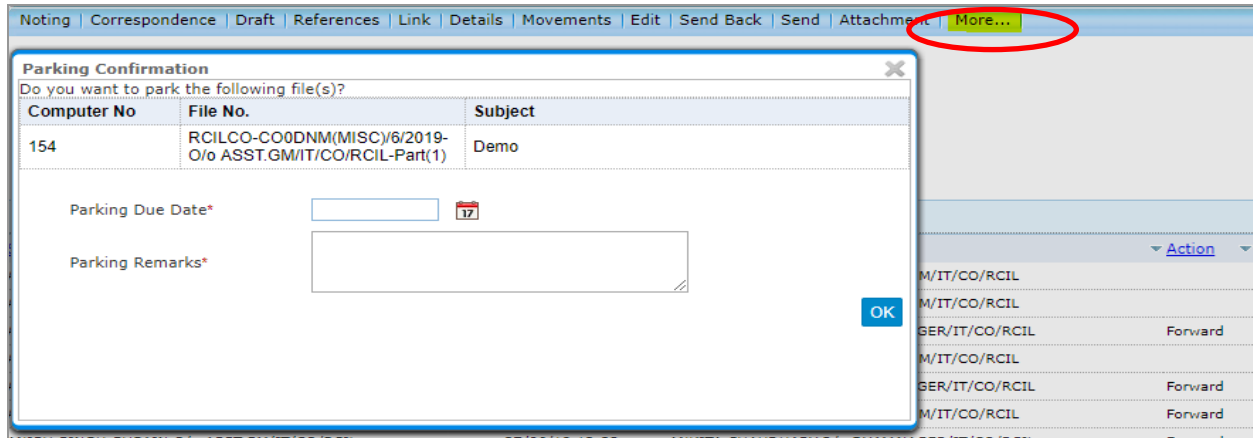 Noting | Correspondence | Draft | References | Link | Details | Movements | Edit | Send Back | Send | Attachment | More...
Parking Confirmation
Do you want to park the following file(s)?
Computer No File No. Subject
154 RCILCO-CO0DNM(MISC)/6/2019-
O/o ASST.GM/IT/CO/RCIL-Part(1) Demo
Parking Due Date* 17
Parking Remarks*
OK
Action
M/IT/CO/RCIL
M/IT/CO/RCIL
GER/IT/CO/RCIL Forward
M/IT/CO/RCIL
GER/IT/CO/RCIL Forward
M/IT/CO/RCIL Forward